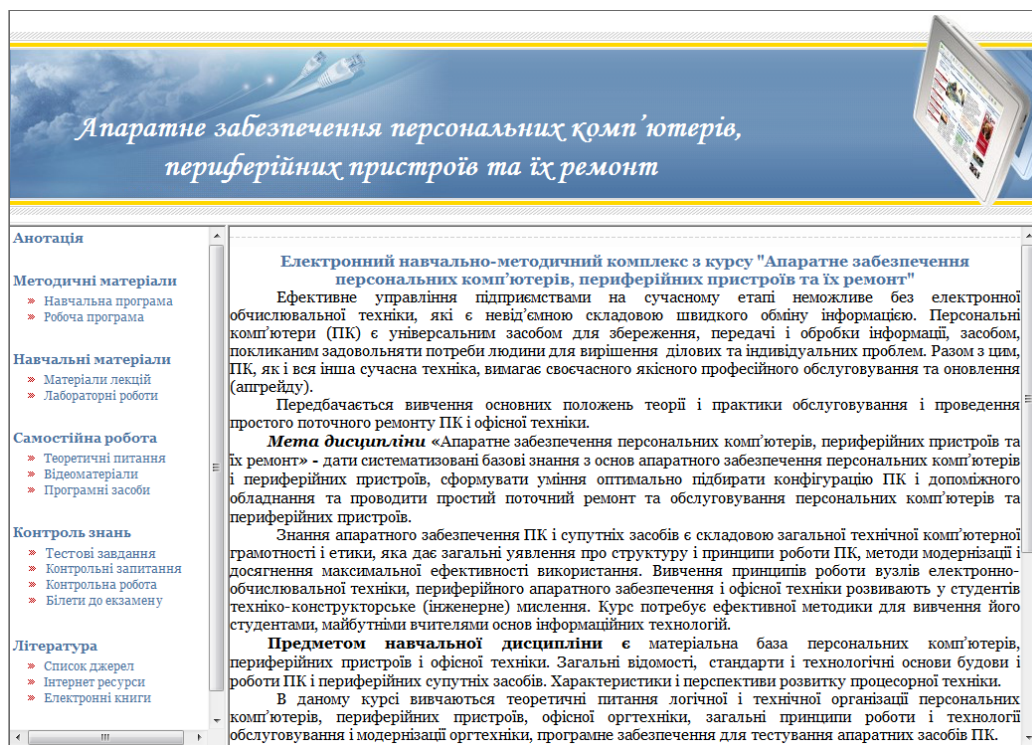 Апаратне забезпечення персональних комп'ютерів,
периферійних пристроїв та їх ремонт
Анотація
Методичні матеріали
Навчальна програма
Робоча програма
Навчальні матеріали
Матеріали лекцій
Лабораторні роботи
Самостійна робота
Теоретичні питання
Відеоматеріали
Програмні засоби
Контроль знань
Тестові завдання
Контрольні запитання
Контрольна робота
Білети до екзамену
Література
Список джерел
Інтернет ресурси
Електронні книги
Електронний навчально-методичний комплекс з курсу "Апаратне забезпечення
персональних комп'ютерів, периферійних пристроїв та їх ремонт"
Ефективне управління підприємствами на сучасному етапі неможливе без електронної
обчислювальної техніки, які є невід'ємною складовою швидкого обміну інформацією. Персональні
комп'ютери (ПК) є універсальним засобом для збереження, передачі і обробки інформації, засобом,
покликаним задовольняти потреби людини для вирішення ділових та індивідуальних проблем. Разом з цим,
ПК, як і вся інша сучасна техніка, вимагає своєчасного якісного професійного обслуговування та оновлення
(апгрейду).
Передбачається вивчення основних положень теорії і практики обслуговування і проведення
простого поточного ремонту ПК і офісної техніки.
Мета дисципліни «Апаратне забезпечення персональних комп'ютерів, периферійних пристроїв та
їх ремонт» - дати систематизовані базові знання з основ апаратного забезпечення персональних комп'ютерів
і периферійних пристроїв, сформувати уміння оптимально підбирати конфігурацію ПК і допоміжного
обладнання та проводити простий поточний ремонт та обслуговування персональних комп'ютерів та
периферійних пристроїв.
Знання апаратного забезпечення ПК і супутніх засобів є складовою загальної технічної комп'ютерної
грамотності і етики, яка дає загальні уявлення про структуру і принципи роботи ПК, методи модернізації і
досягнення максимальної ефективності використання. Вивчення принципів роботи вузлів електронно-
обчислювальної техніки, периферійного апаратного забезпечення і офісної техніки розвивають у студентів
техніко-конструкторське (інженерне) мислення. Курс потребує ефективної методики для вивчення його
студентами, майбутніми вчителями основ інформаційних технологій.
Предметом навчальної дисципліни є матеріальна база персональних комп'ютерів,
периферійних пристроїв і офісної техніки. Загальні відомості, стандарти і технологічні основи будови і
роботи ПК і периферійних супутніх засобів. Характеристики і перспективи розвитку процесорної техніки.
В даному курсі вивчаються теоретичні питання логічної і технічної організації персональних
комп'ютерів, периферійних пристроїв, офісної оргтехніки, загальні принципи роботи і технології
обслуговування і модернізації оргтехніки, програмне забезпечення для тестування апаратних засобів ПК.